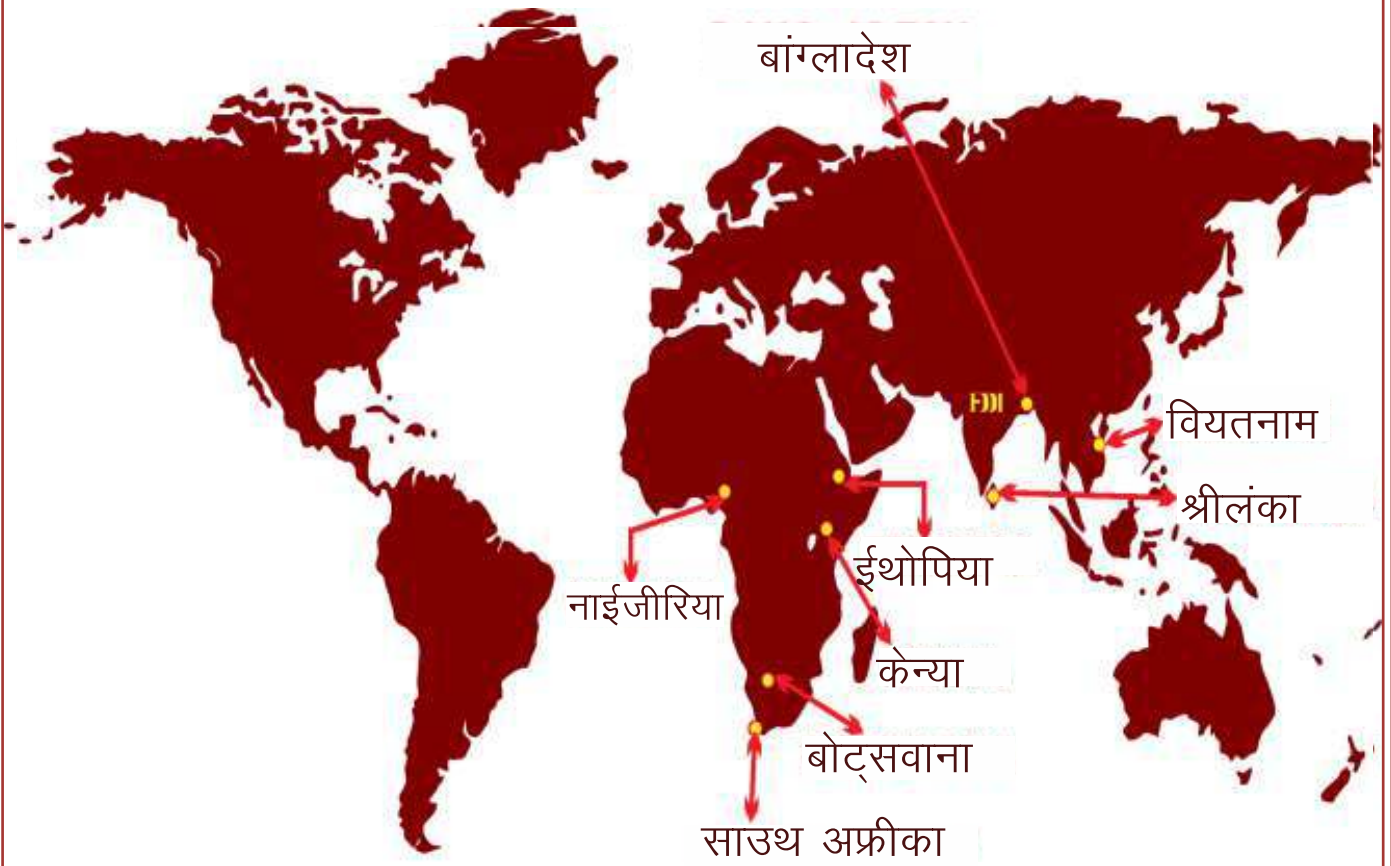 बांग्लादेश
वियतनाम
श्रीलंका
ईथोपिया
नाईजीरिया
केन्या
बोट्सवाना
साउथ अफ्रीका